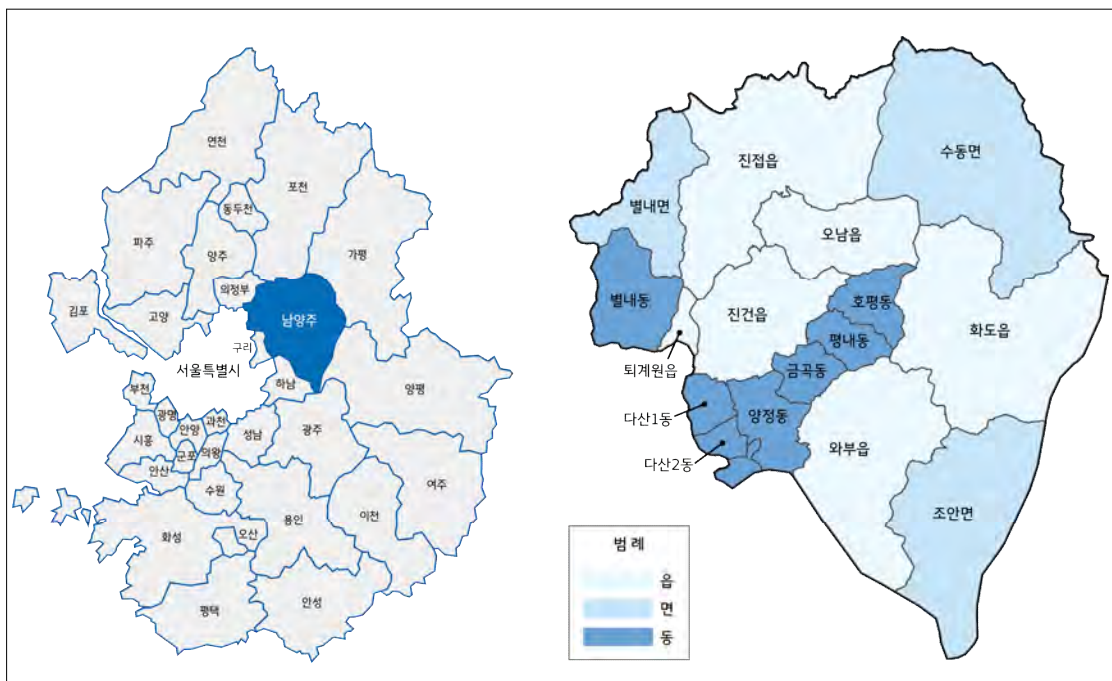 연천
포천
동두천
파주
양주
가평
의정부
김포
고양
남양주
구리
서울특별시
하남
양평
부천
광명
안양
과천
성남
광주
시흥
군포
의왕
안산
수원
여주
이천
용인
화성
오산
평택
안성
수동면
진접읍
별내면
오남읍
별내동
호평동
진건읍
화도읍
평내동
퇴계원읍
금곡동
다산1동
양정동
와부읍
다산2동
조안면
범 례
읍
면
동